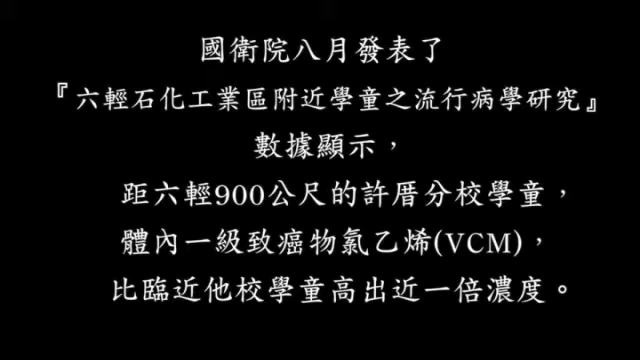 國衛院八月發表了
『六輕石化工業區附近學童之流行病學研究』
數據顯示，
距六輕900公尺的許厝分校學童，
體內一級致癌物氯乙烯(VCM)，
比臨近他校學童高出近一倍濃度。